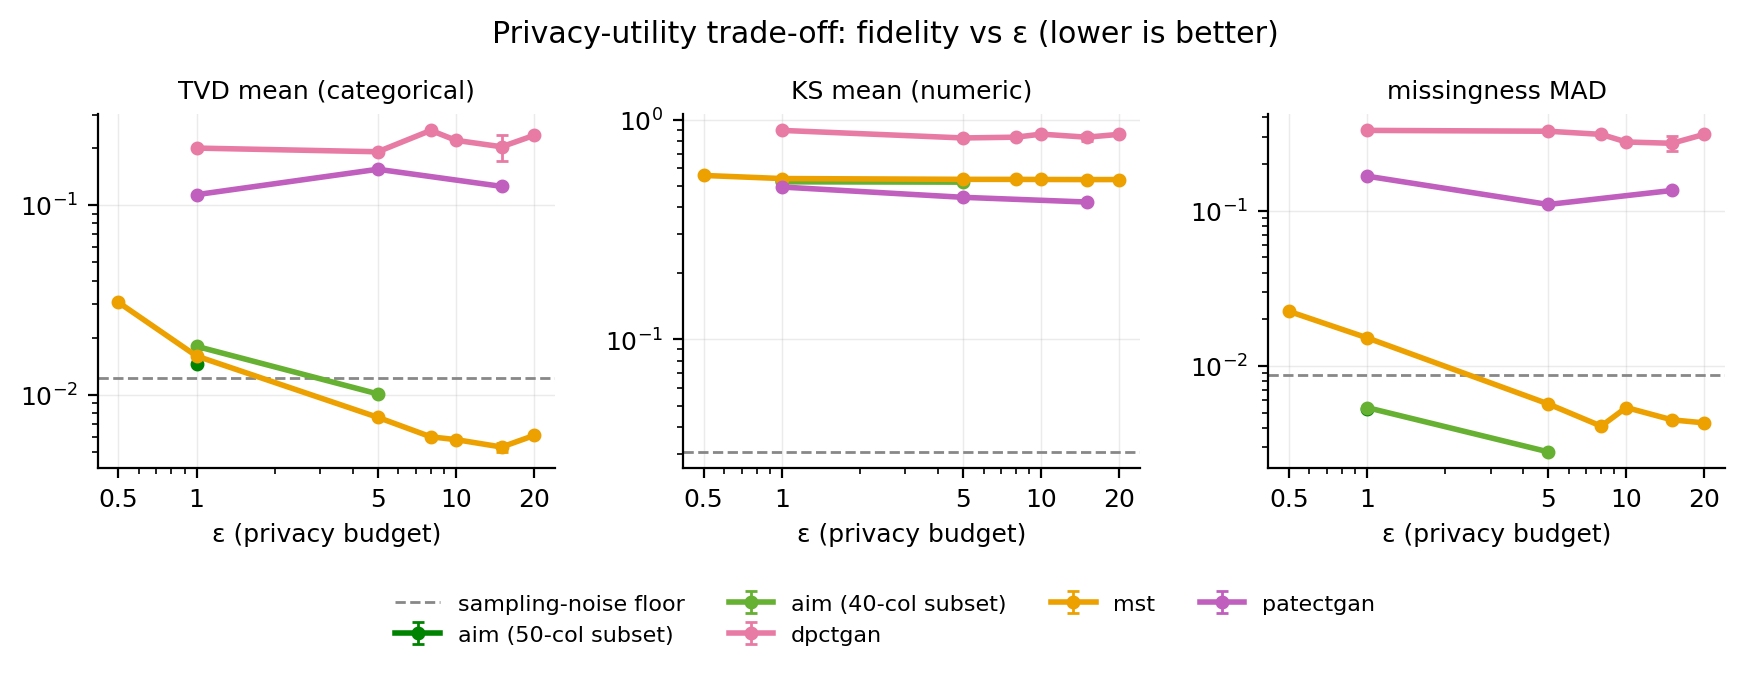 Privacy-utility trade-off: fidelity vs ε (lower is better)
TVD mean (categorical)
10⁻¹
10⁻²
0.5 1 5 10 20
ε (privacy budget)
KS mean (numeric)
10⁰
10⁻¹
0.5 1 5 10 20
ε (privacy budget)
missingness MAD
10⁻¹
10⁻²
0.5 1 5 10 20
ε (privacy budget)
sampling-noise floor
aim (50-col subset)
aim (40-col subset)
dpctgan
mst
patectgan